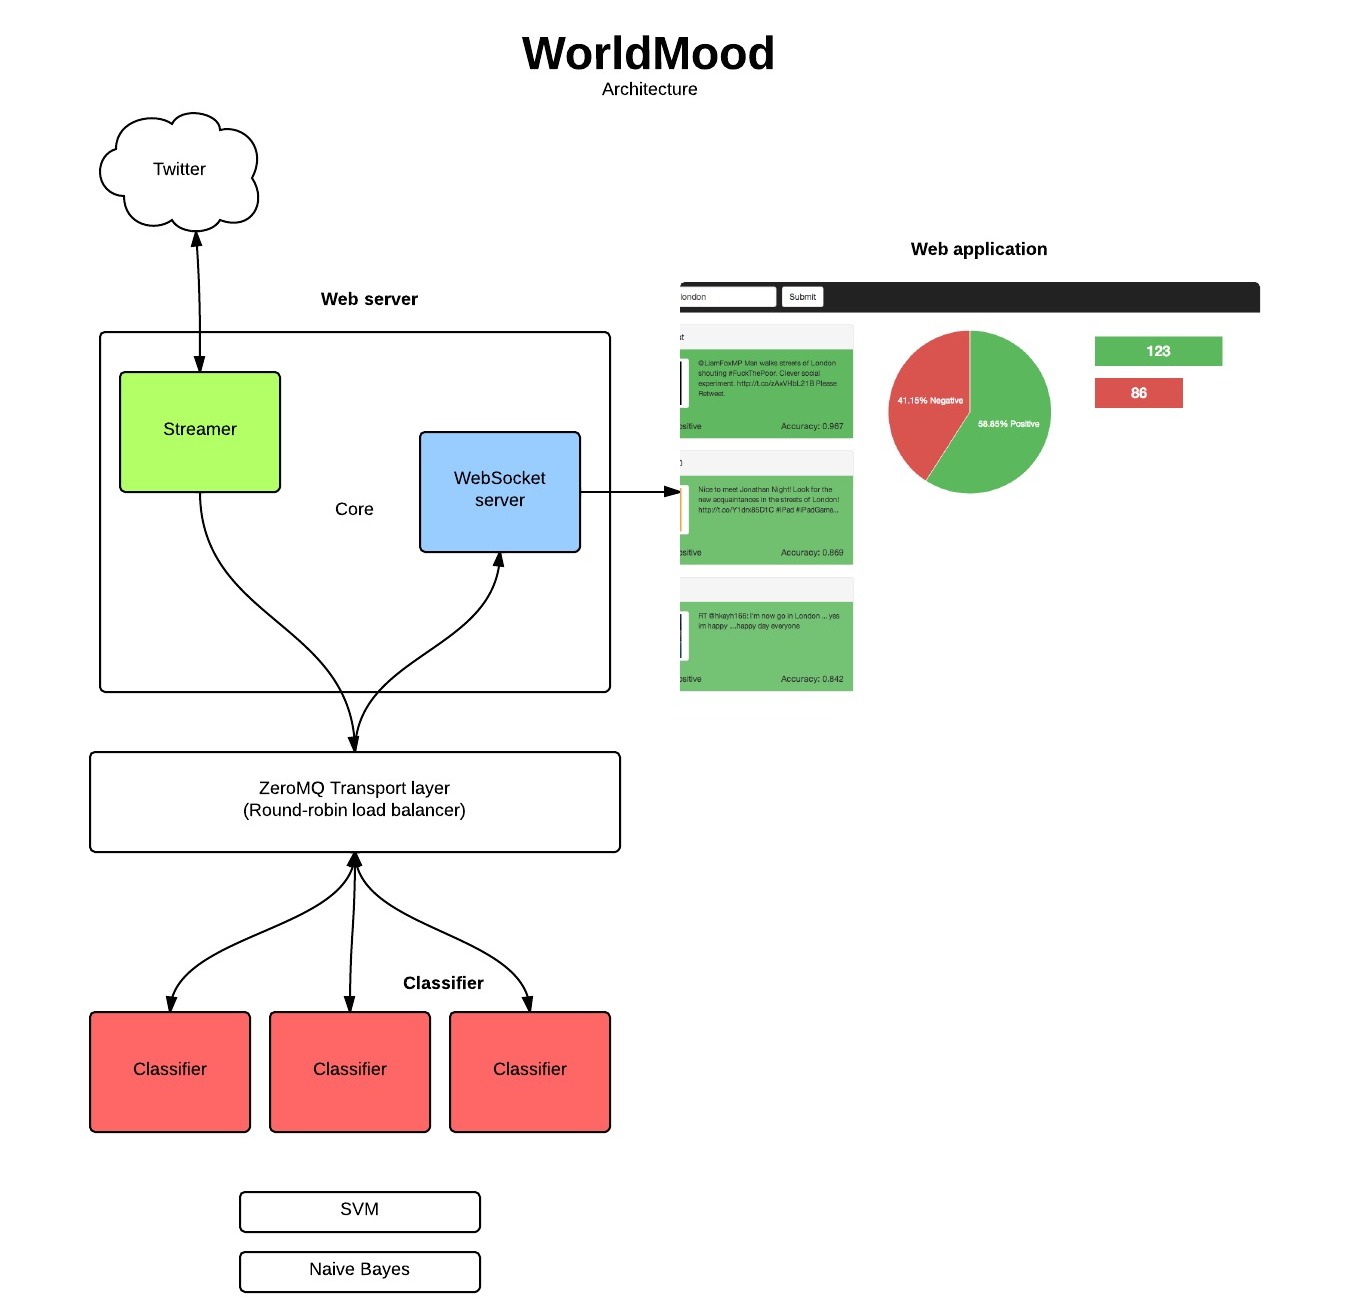 WorldMood
Architecture
Twitter
Web server
Streamer
Core
WebSocket
server
Web application
london
Submit
@LiamFoxMP Man walks streets of London
shouting #FuckThePoor. Clever social
experiment. http://t.co/zAxVHbL21B Please
Retweet.
ositive
Accuracy: 0.967
Nice to meet Jonathan Night! Look for the
new acquaintances in the streets of London!
http://t.co/Y1drx85D1C #iPad #iPadGame...
ositive
Accuracy: 0.869
RT @hkayh166: I'm now go in London ... yes
im happy ...happy day everyone
ositive
Accuracy: 0.842
41.15% Negative
58.85% Positive
123
86
ZeroMQ Transport layer
(Round-robin load balancer)
Classifier
Classifier
Classifier
Classifier
SVM
Naive Bayes